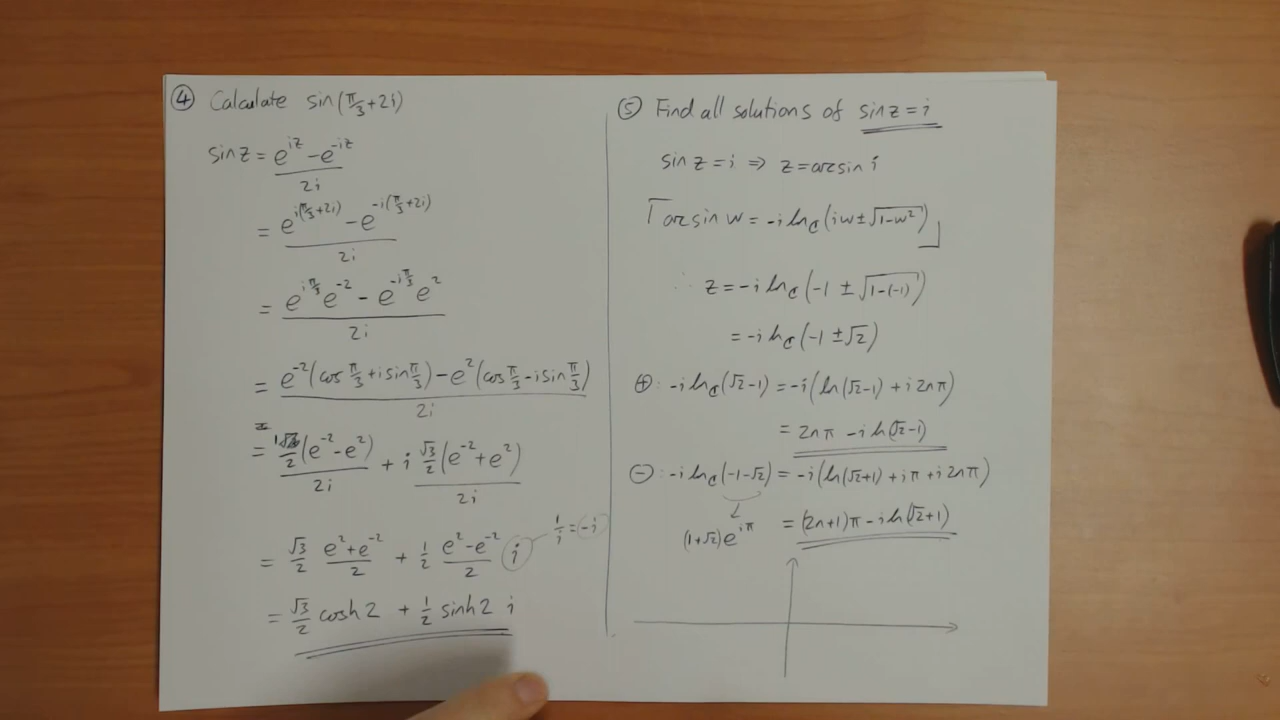 ④ Calculate sin(π/3+2i)
sin z = (e^{iz} - e^{-iz})/2i
= (e^{i(π/3+2i)} - e^{-i(π/3+2i)})/2i
= (e^{iπ/3}e^{-2} - e^{-iπ/3}e^{2})/2i
= (e^{-2}(cos π/3 + i sin π/3) - e^{2}(cos π/3 - i sin π/3))/2i
= (1/2(e^{-2} - e^{2}))/2i + i (√3/2(e^{-2} + e^{2}))/2i
1/i = -i
= √3/2 (e^{2}+e^{-2})/2 + 1/2 (e^{2}-e^{-2})/2 i
= √3/2 cosh 2 + 1/2 sinh 2 i
⑤ Find all solutions of sin z = i
sin z = i ⇒ z = arcsin i
⌈ arcsin w = -i ln_ℂ(iw ± √(1-w²)) ⌋
∴ z = -i ln_ℂ(-1 ± √(1-(-1)))
= -i ln_ℂ(-1 ± √2)
⊕: -i ln_ℂ(√2-1) = -i(ln(√2-1) + i2nπ)
= 2nπ - i ln(√2-1)
⊖: -i ln_ℂ(-1-√2) = -i(ln(√2+1) + iπ + i2nπ)
(1+√2)e^{iπ} = (2n+1)π - i ln(√2+1)